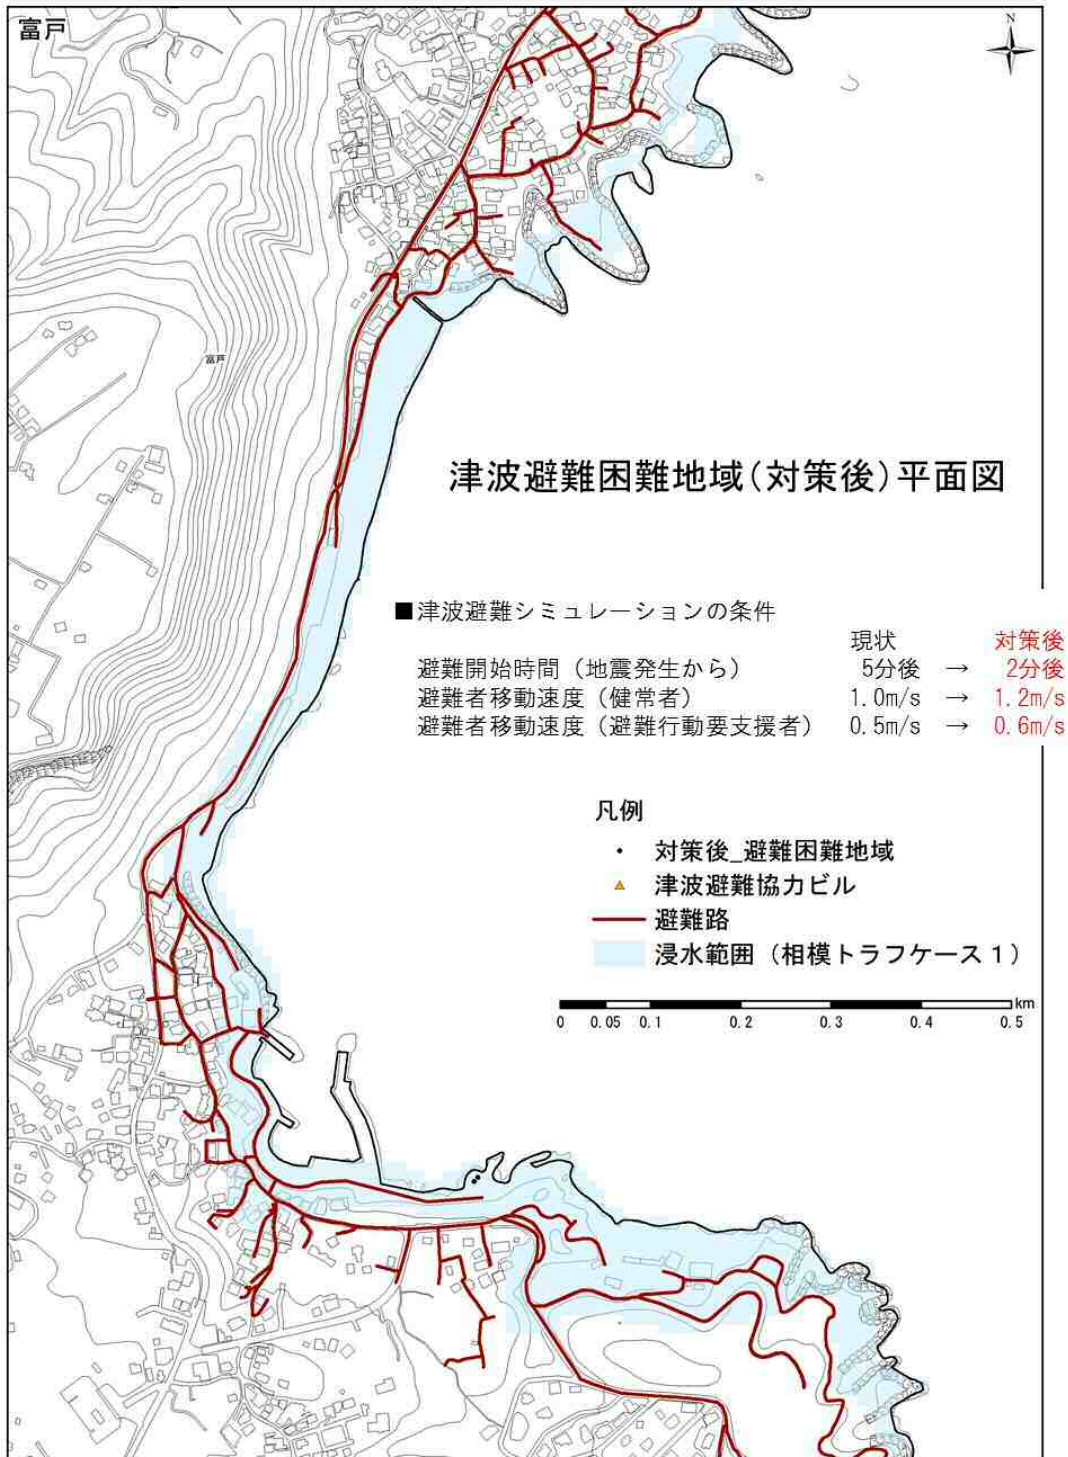 富戸
N
富戸
津波避難困難地域(対策後)平面図
■津波避難シミュレーションの条件
現状 対策後
避難開始時間(地震発生から) 5分後 → 2分後
避難者移動速度(健常者) 1.0m/s → 1.2m/s
避難者移動速度(避難行動要支援者) 0.5m/s → 0.6m/s
凡例
対策後_避難困難地域
津波避難協力ビル
避難路
浸水範囲(相模トラフケース1)
km
0 0.05 0.1 0.2 0.3 0.4 0.5